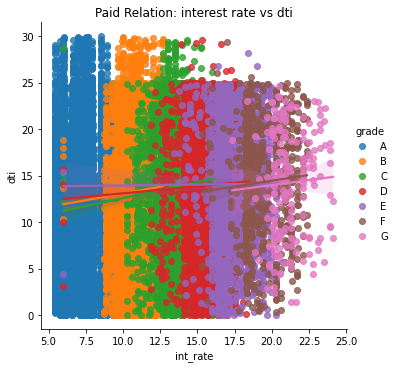 Paid Relation: interest rate vs dti
30
25
20
15
10
5
0
dti
5.0 7.5 10.0 12.5 15.0 17.5 20.0 22.5 25.0
int_rate
grade
A
B
C
D
E
F
G